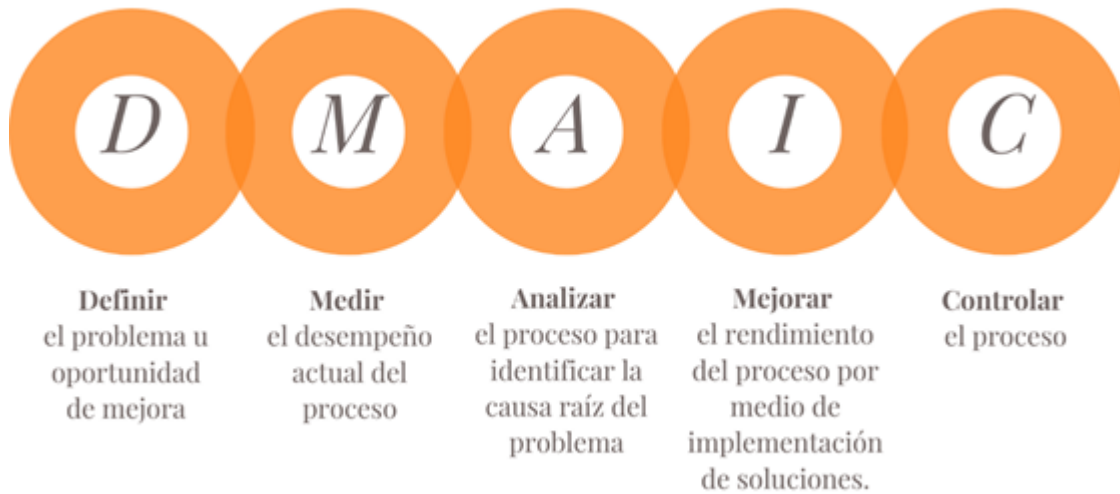 D M A I C
Definir
el problema u
oportunidad
de mejora
Medir
el desempeño
actual del
proceso
Analizar
el proceso para
identificar la
causa raíz del
problema
Mejorar
el rendimiento
del proceso por
medio de
implementación
de soluciones.
Controlar
el proceso